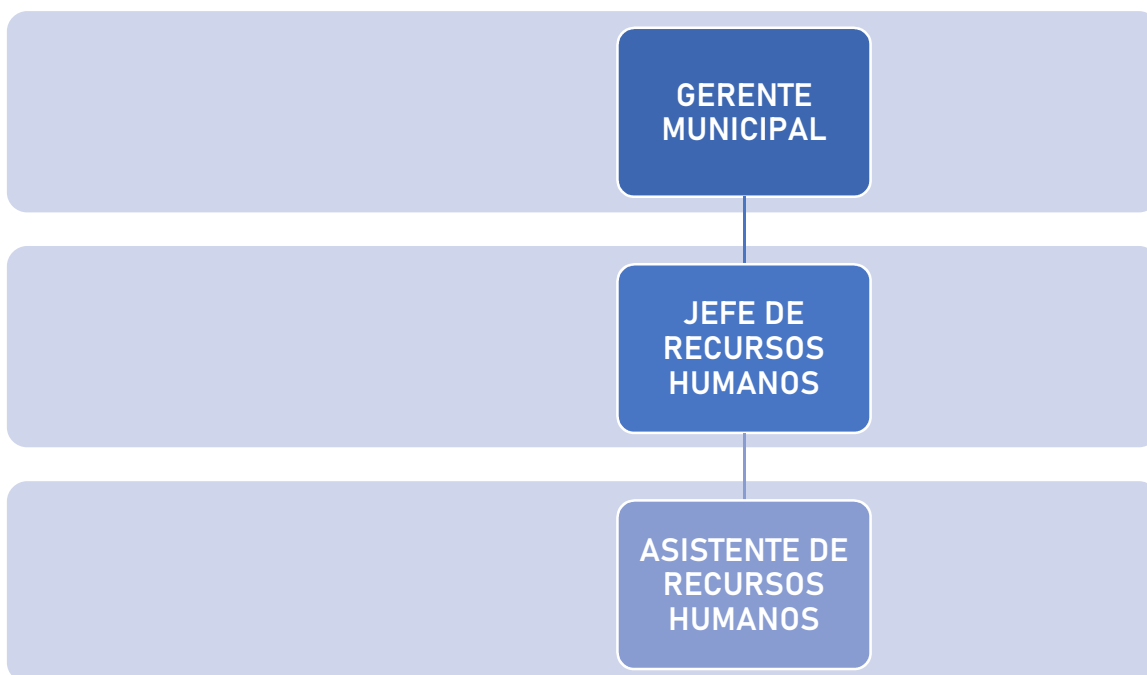 GERENTE
MUNICIPAL
JEFE DE
RECURSOS
HUMANOS
ASISTENTE DE
RECURSOS
HUMANOS